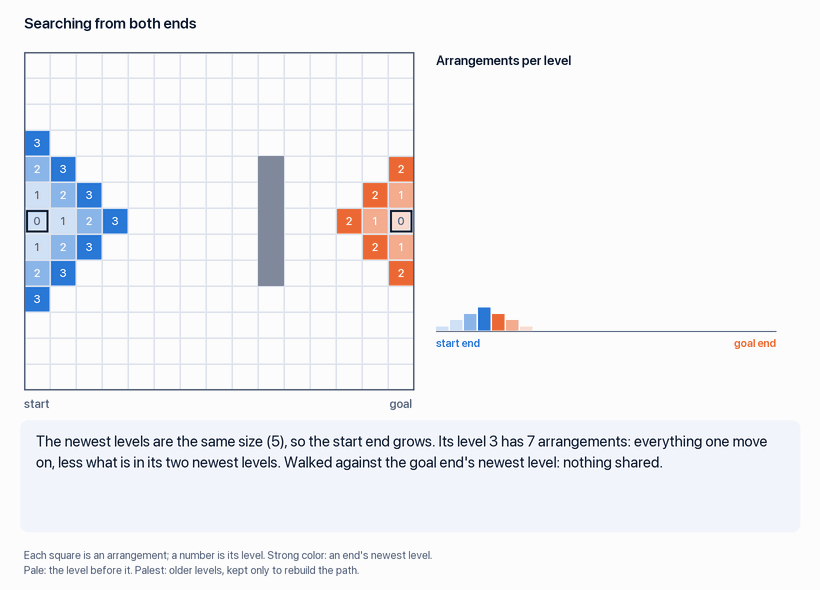 Searching from both ends
Arrangements per level
3
2 3 2
1 2 3 2 1
0 1 2 3 2 1 0
1 2 3 2 1
2 3 2
3
start end goal end
start goal
The newest levels are the same size (5), so the start end grows. Its level 3 has 7 arrangements: everything one move
on, less what is in its two newest levels. Walked against the goal end's newest level: nothing shared.
Each square is an arrangement; a number is its level. Strong color: an end's newest level.
Pale: the level before it. Palest: older levels, kept only to rebuild the path.